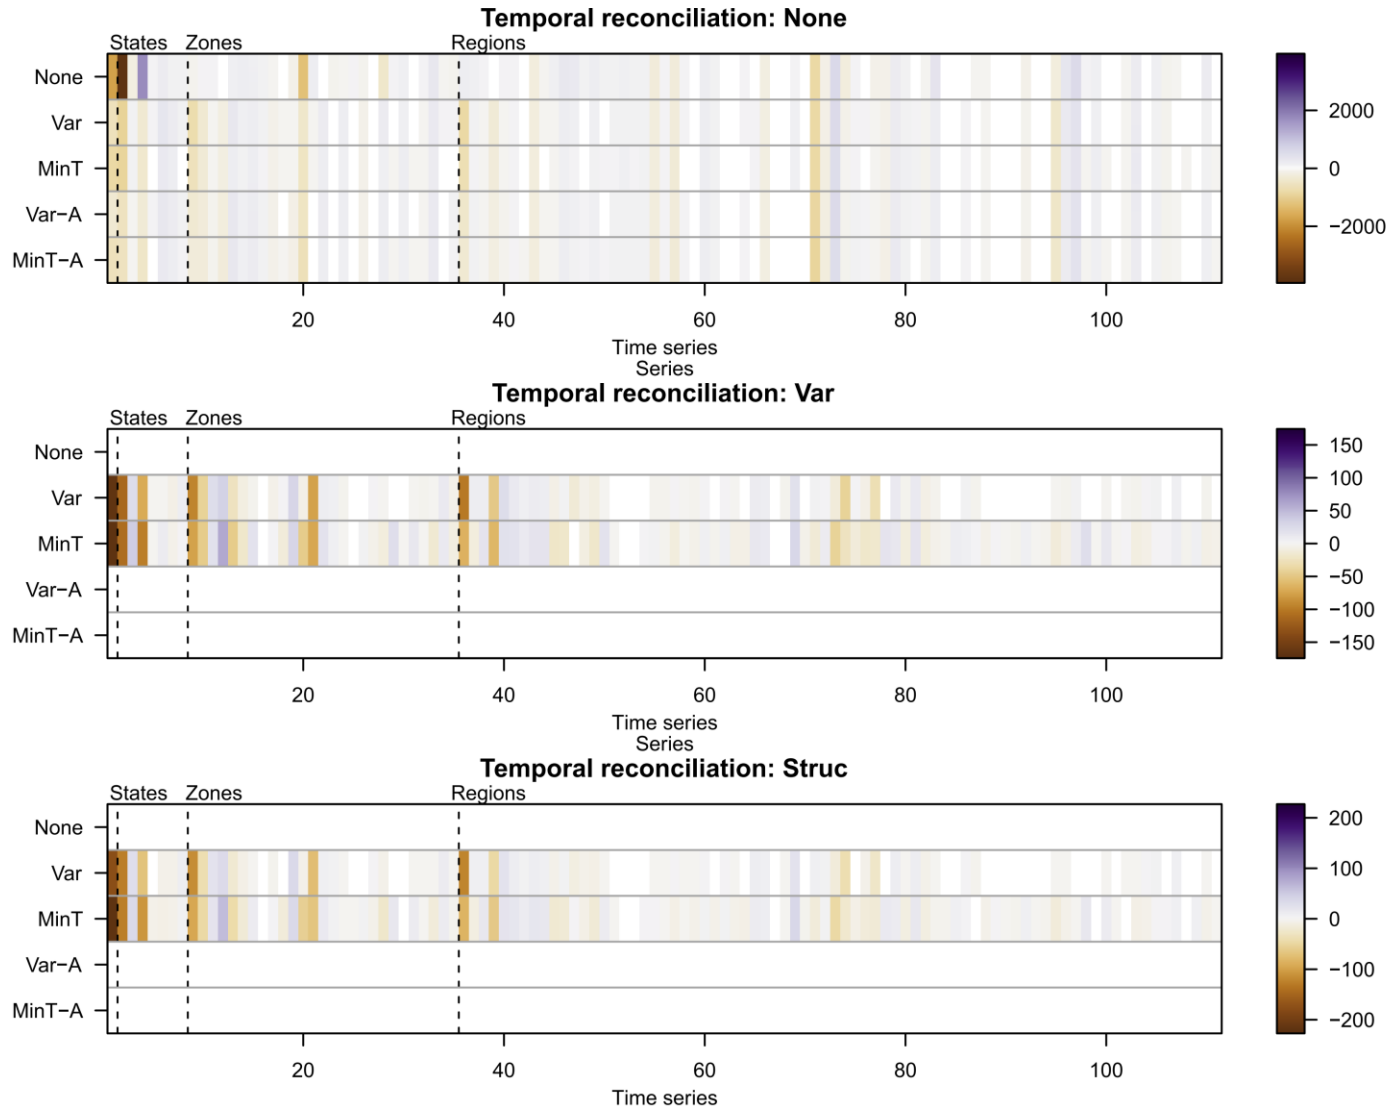 Temporal reconciliation: None
States Zones Regions
None
Var
MinT
Var-A
MinT-A
2000
0
−2000
20 40 60 80 100
Time series
Series
Temporal reconciliation: Var
States Zones Regions
None
Var
MinT
Var-A
MinT-A
150
100
50
0
−50
−100
−150
20 40 60 80 100
Time series
Series
Temporal reconciliation: Struc
States Zones Regions
None
Var
MinT
Var-A
MinT-A
200
100
0
−100
−200
20 40 60 80 100
Time series